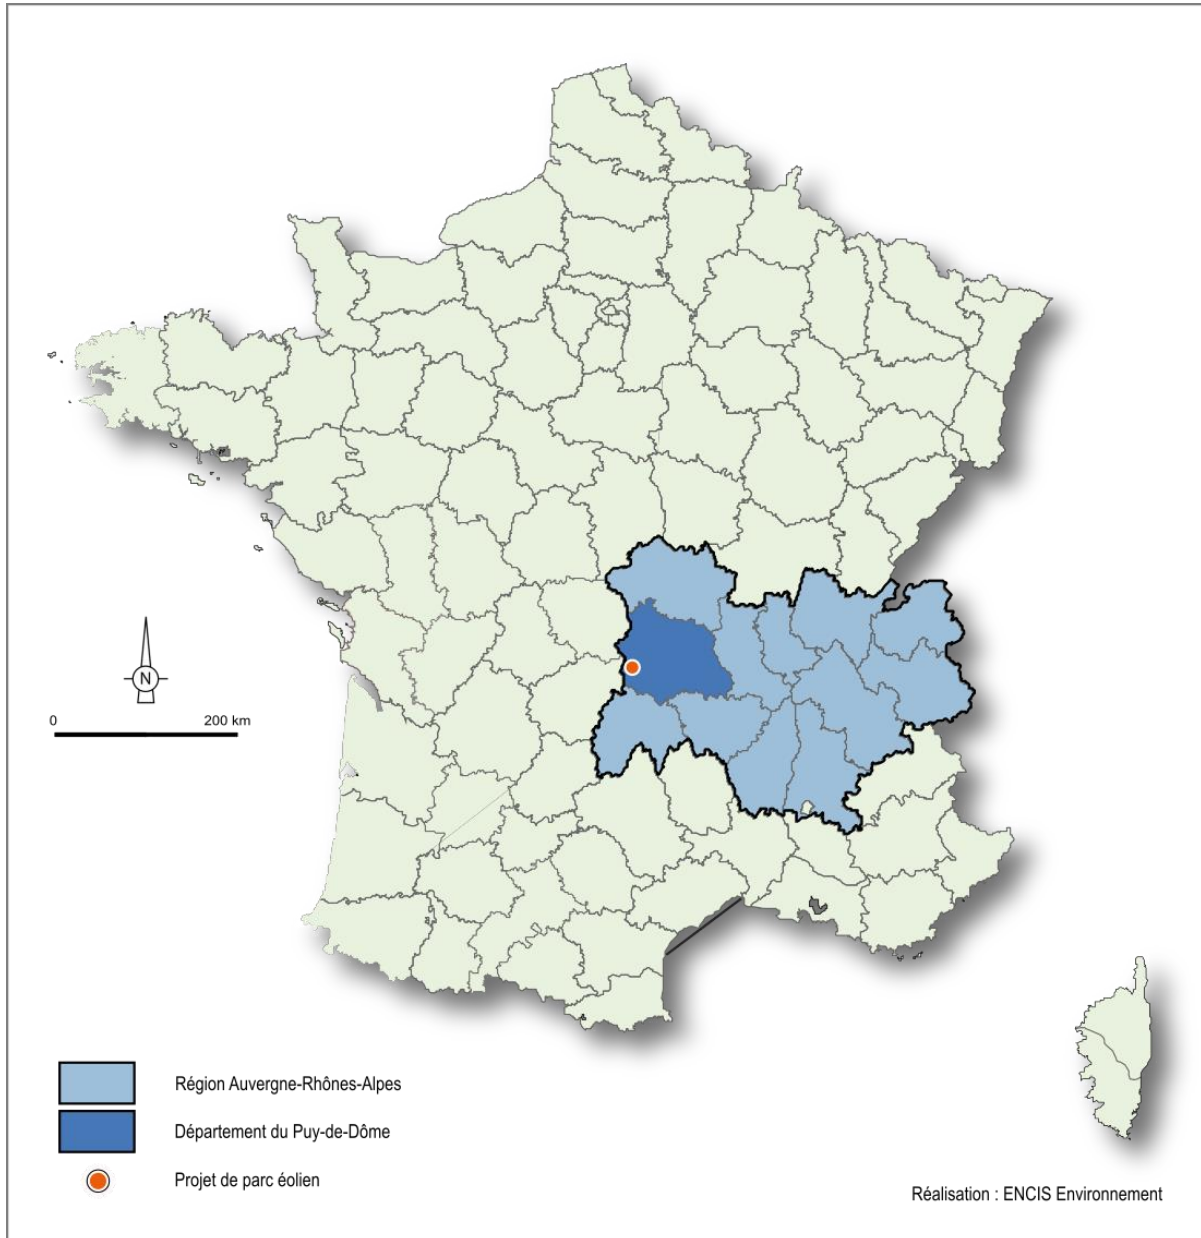 N
0 200 km
Région Auvergne-Rhônes-Alpes
Département du Puy-de-Dôme
Projet de parc éolien
Réalisation : ENCIS Environnement